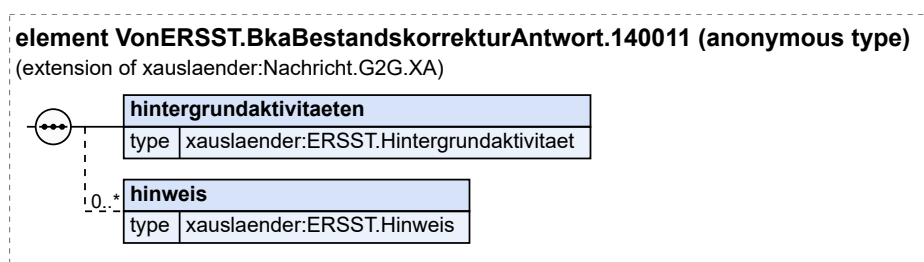 element VonERSST.BkaBestandskorrekturAntwort.140011 (anonymous type)
(extension of xauslaender:Nachricht.G2G.XA)
hintergrundaktivitaeten
type xauslaender:ERSST.Hintergrundaktivitaet
0..* hinweis
type xauslaender:ERSST.Hinweis